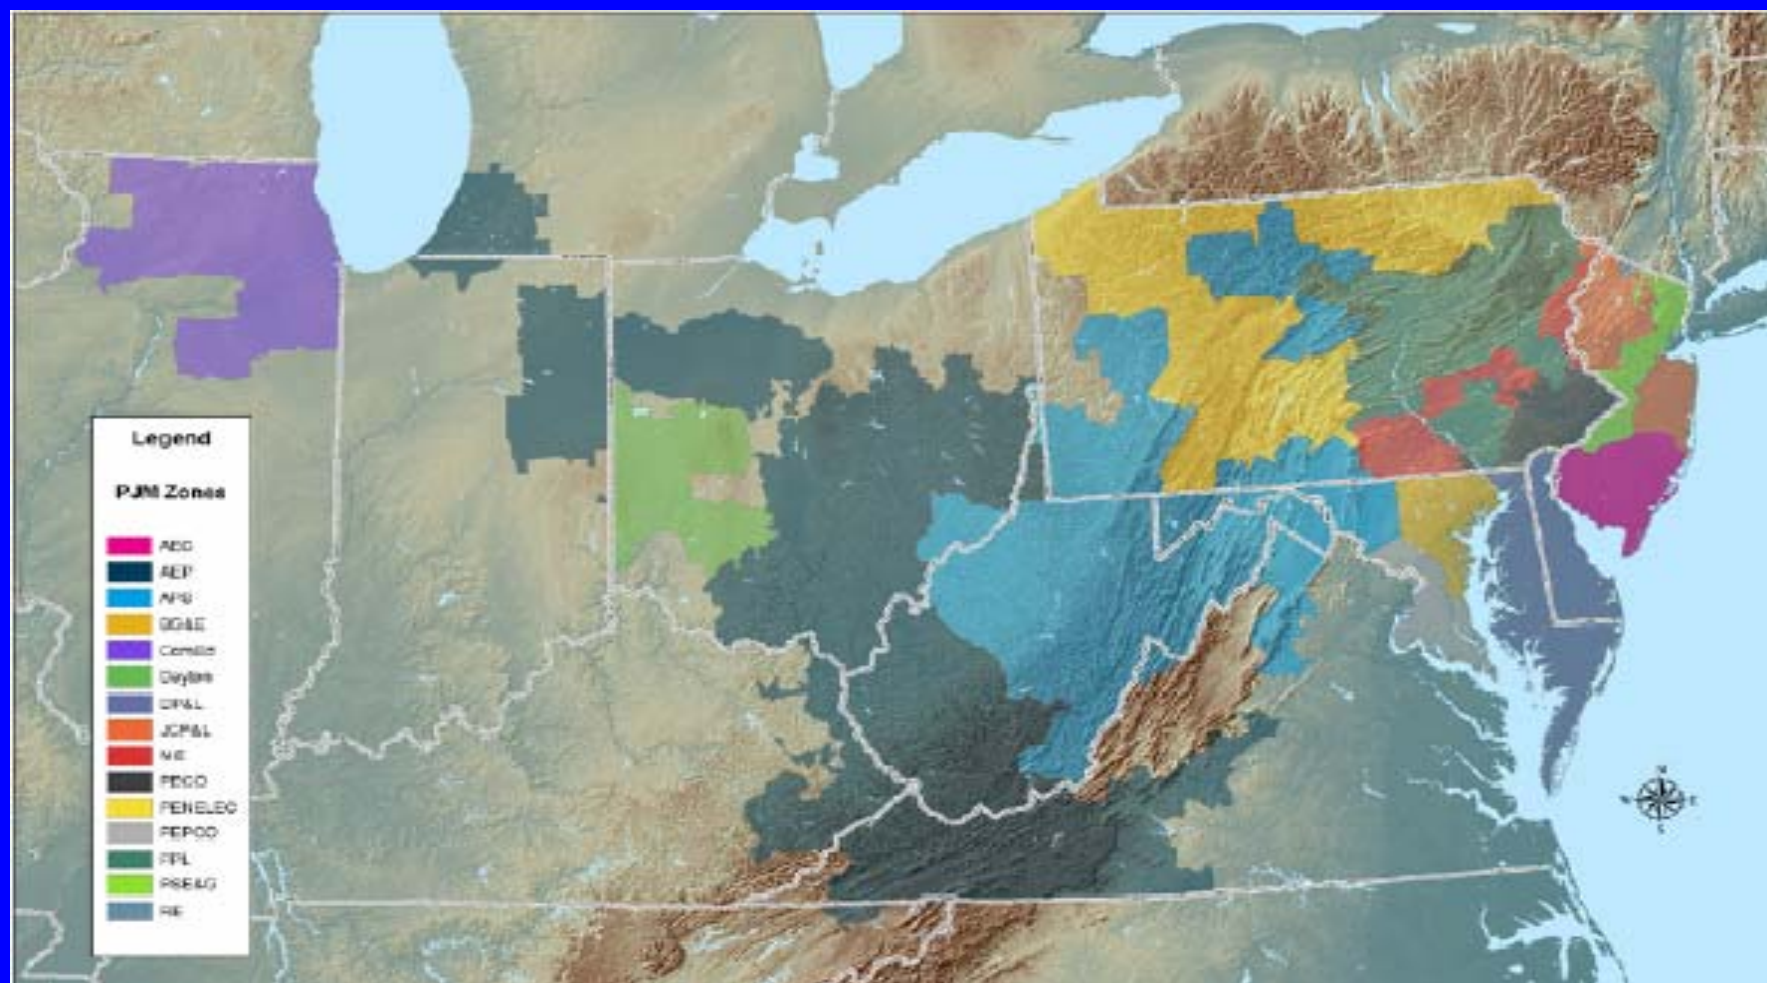 Legend
PJM Zones
AEC
AEP
APS
BG&E
ComEd
Dayton
DP&L
JCP&L
ME
PECO
PENELEC
PEPCO
PPL
PSE&G
RE
N
W E
S